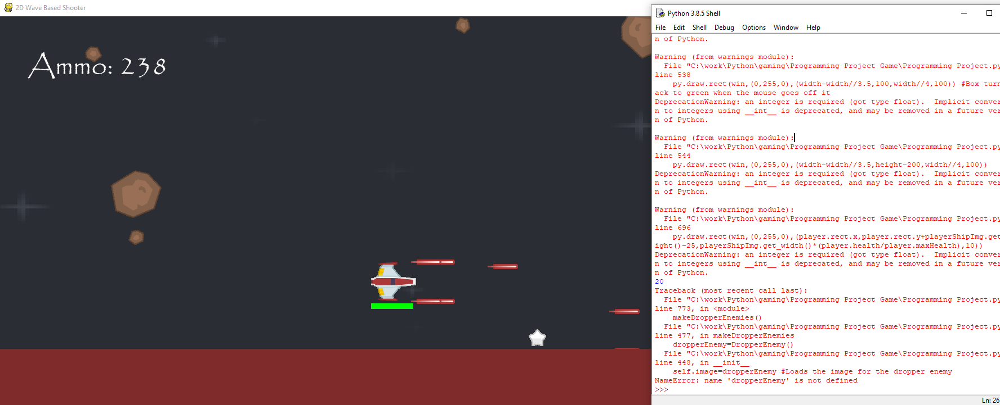 2D Wave Based Shooter
Ammo: 238
Python 3.8.5 Shell
File Edit Shell Debug Options Window Help
n of Python.
Warning (from warnings module):
File "C:\work\Python\gaming\Programming Project Game\Programming Project.py
line 538
py.draw.rect(win,(0,255,0),(width-width//3.5,100,width//4,100)) #Box turn
ack to green when the mouse goes off it
DeprecationWarning: an integer is required (got type float).  Implicit conver
n to integers using __int__ is deprecated, and may be removed in a future ver
n of Python.
Warning (from warnings module):
File "C:\work\Python\gaming\Programming Project Game\Programming Project.py
line 544
py.draw.rect(win,(0,255,0),(width-width//3.5,height-200,width//4,100))
DeprecationWarning: an integer is required (got type float).  Implicit conver
n to integers using __int__ is deprecated, and may be removed in a future ver
n of Python.
Warning (from warnings module):
File "C:\work\Python\gaming\Programming Project Game\Programming Project.py
line 696
py.draw.rect(win,(0,255,0),(player.rect.x,player.rect.y+playerShipImg.get
ight()-25,playerShipImg.get_width()*(player.health/player.maxHealth),10))
DeprecationWarning: an integer is required (got type float).  Implicit conver
n to integers using __int__ is deprecated, and may be removed in a future ver
n of Python.
20
Traceback (most recent call last):
File "C:\work\Python\gaming\Programming Project Game\Programming Project.py
line 773, in <module>
makeDropperEnemies()
File "C:\work\Python\gaming\Programming Project Game\Programming Project.py
line 477, in makeDropperEnemies
dropperEnemy=DropperEnemy()
File "C:\work\Python\gaming\Programming Project Game\Programming Project.py
line 448, in __init__
self.image=dropperEnemy #Loads the image for the dropper enemy
NameError: name 'dropperEnemy' is not defined
>>>
Ln: 26